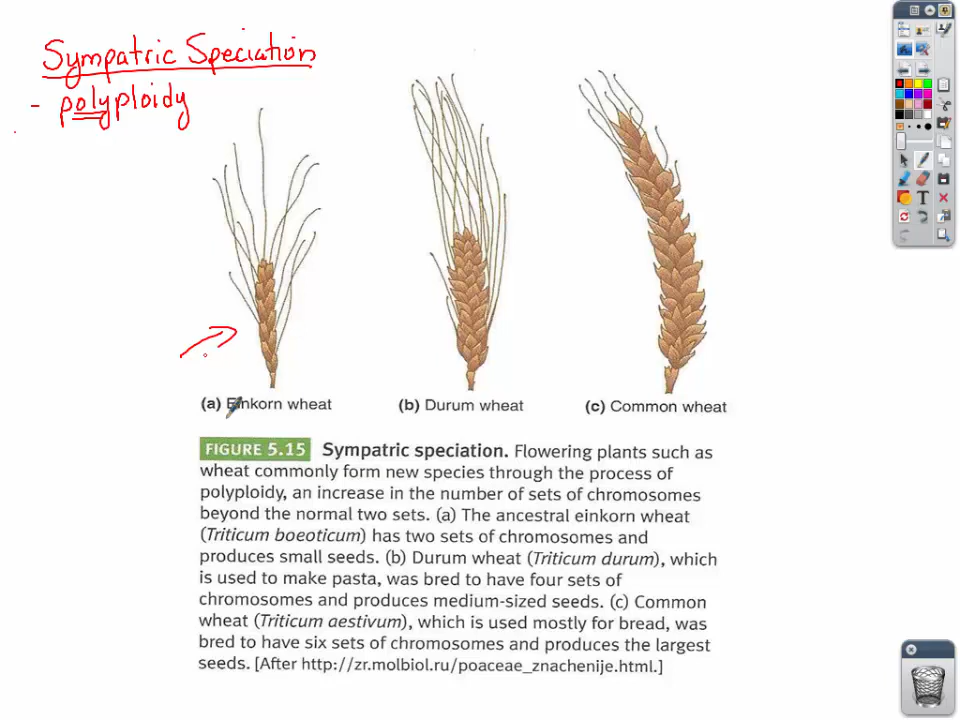 Sympatric Speciation
- polyploidy
(a) Einkorn wheat
(b) Durum wheat
(c) Common wheat
FIGURE 5.15 Sympatric speciation. Flowering plants such as
wheat commonly form new species through the process of
polyploidy, an increase in the number of sets of chromosomes
beyond the normal two sets. (a) The ancestral einkorn wheat
(Triticum boeoticum) has two sets of chromosomes and
produces small seeds. (b) Durum wheat (Triticum durum), which
is used to make pasta, was bred to have four sets of
chromosomes and produces medium-sized seeds. (c) Common
wheat (Triticum aestivum), which is used mostly for bread, was
bred to have six sets of chromosomes and produces the largest
seeds. [After http://zr.molbiol.ru/poaceae_znachenije.html.]
T